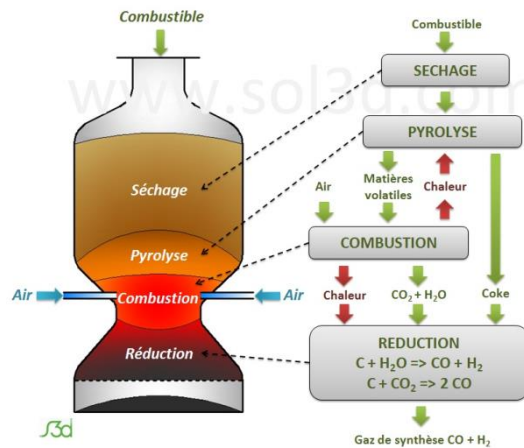 Combustible
Combustible
www.sol3d.com
SECHAGE
PYROLYSE
Séchage
Air
Matières
volatiles
Chaleur
Pyrolyse
COMBUSTION
Air
Combustion
Air
Chaleur
CO₂ + H₂O
Coke
Réduction
REDUCTION
C + H₂O => CO + H₂
C + CO₂ => 2 CO
s3d
Gaz de synthèse CO + H₂